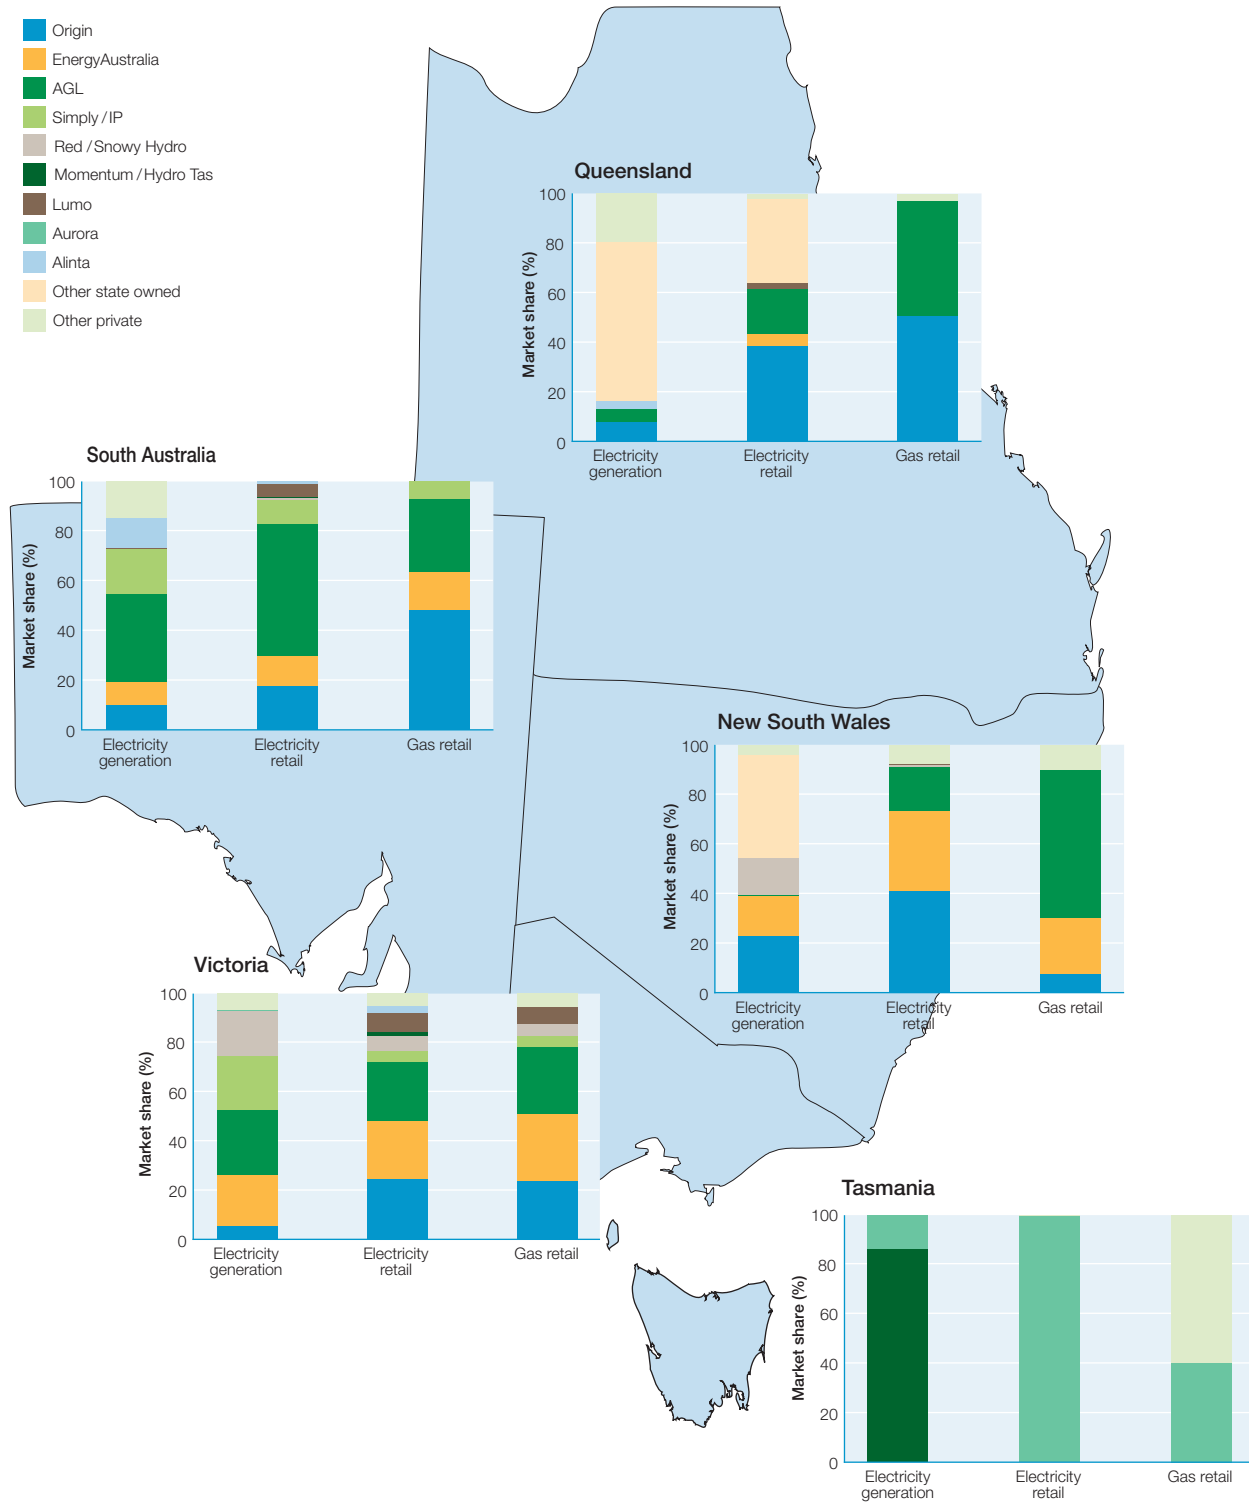 Origin
EnergyAustralia
AGL
Simply / IP
Red / Snowy Hydro
Momentum / Hydro Tas
Lumo
Aurora
Alinta
Other state owned
Other private
Queensland
Market share (%)
100
80
60
40
20
0
Electricity
generation
Electricity
retail
Gas retail
South Australia
Market share (%)
100
80
60
40
20
0
Electricity
generation
Electricity
retail
Gas retail
New South Wales
Market share (%)
100
80
60
40
20
0
Electricity
generation
Electricity
retail
Gas retail
Victoria
Market share (%)
100
80
60
40
20
0
Electricity
generation
Electricity
retail
Gas retail
Tasmania
Market share (%)
100
80
60
40
20
0
Electricity
generation
Electricity
retail
Gas retail